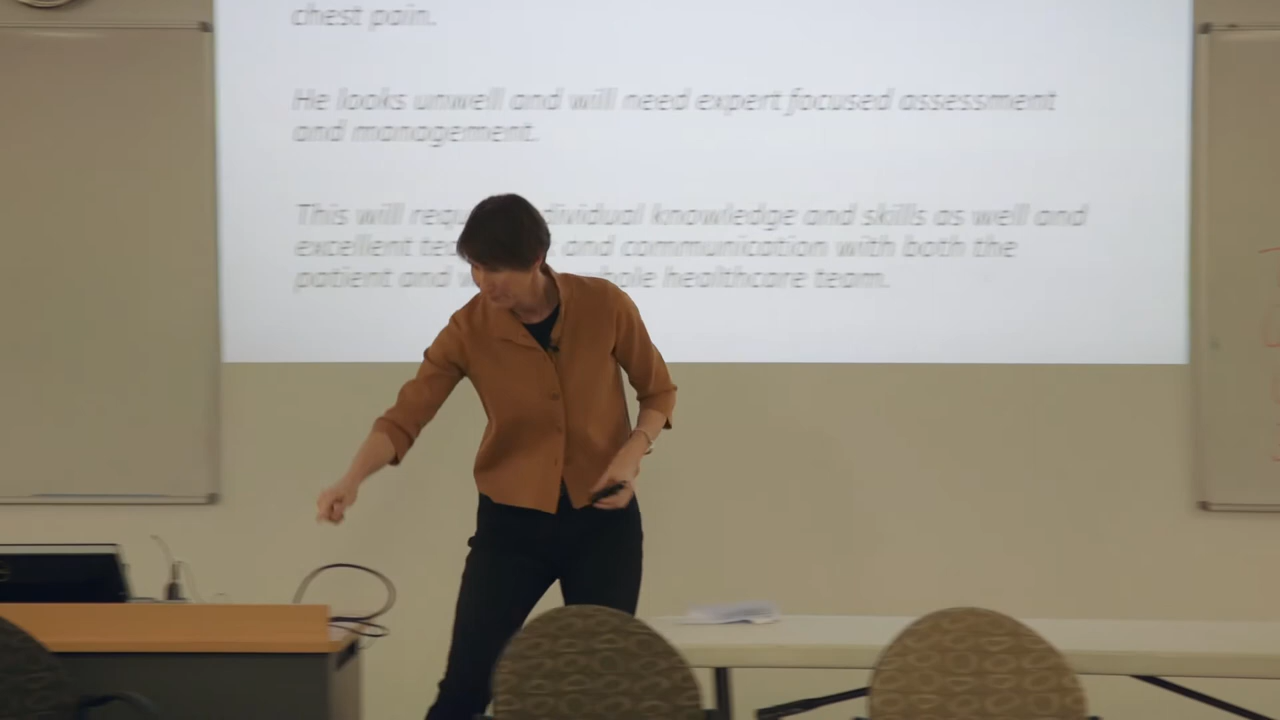 chest pain.
He looks unwell and will need expert focused assessment
and management.
This will requ dividual knowledge and skills as well and
excellent tea and communication with both the
patient and w hole healthcare team.